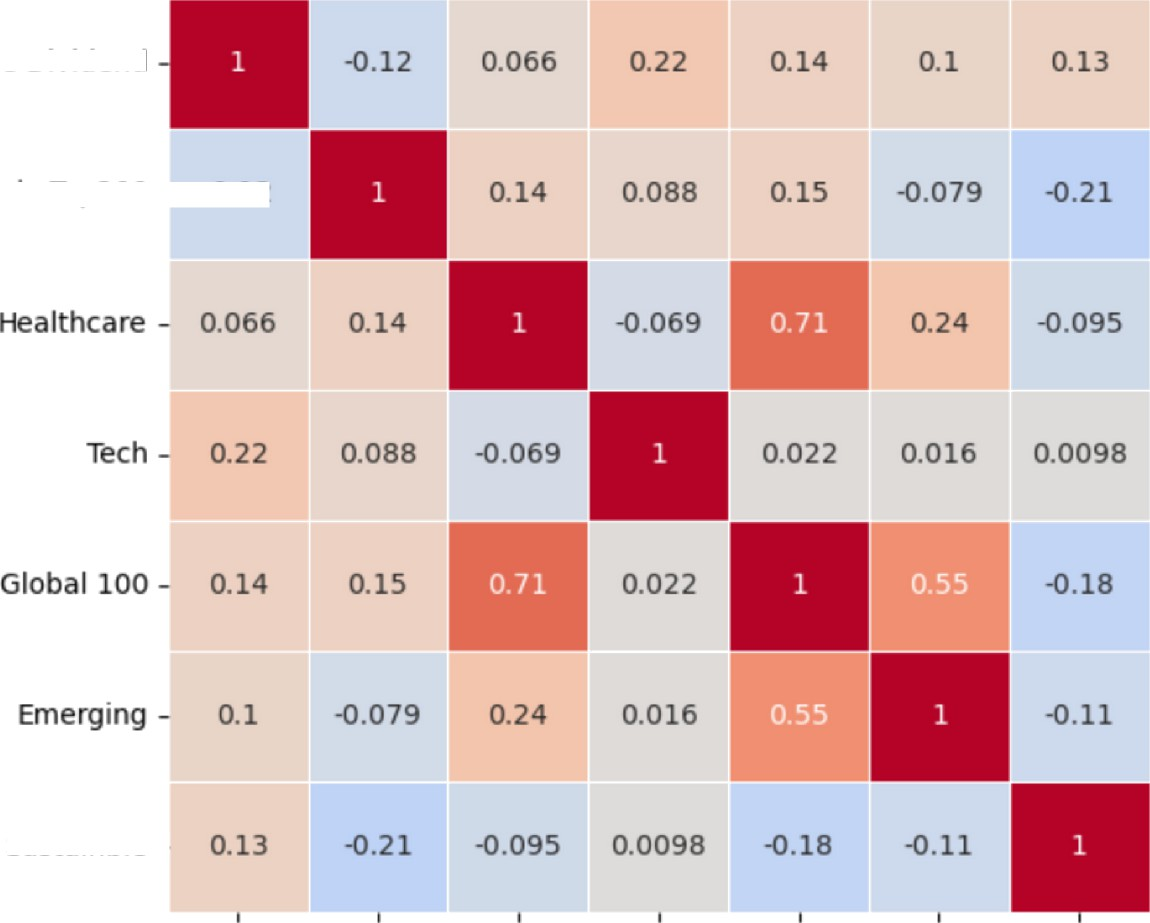 1 -0.12 0.066 0.22 0.14 0.1 0.13
1 0.14 0.088 0.15 -0.079 -0.21
Healthcare 0.066 0.14 1 -0.069 0.71 0.24 -0.095
Tech 0.22 0.088 -0.069 1 0.022 0.016 0.0098
Global 100 0.14 0.15 0.71 0.022 1 0.55 -0.18
Emerging 0.1 -0.079 0.24 0.016 0.55 1 -0.11
0.13 -0.21 -0.095 0.0098 -0.18 -0.11 1